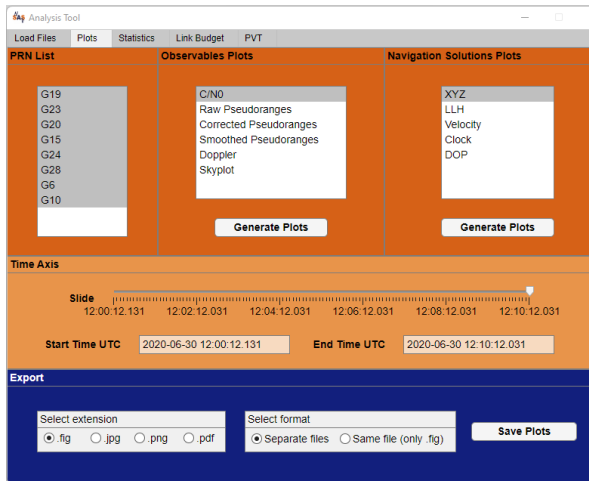 Analysis Tool
Load Files Plots Statistics Link Budget PVT
PRN List Observables Plots Navigation Solutions Plots
G19 C/N0 XYZ
G23 Raw Pseudoranges LLH
G20 Corrected Pseudoranges Velocity
G15 Smoothed Pseudoranges Clock
G24 Doppler DOP
G28 Skyplot
G6
G10
Generate Plots Generate Plots
Time Axis
Slide
12:00:12.131 12:02:12.031 12:04:12.031 12:06:12.031 12:08:12.031 12:10:12.031
Start Time UTC 2020-06-30 12:00:12.131 End Time UTC 2020-06-30 12:10:12.031
Export
Select extension Select format
.fig .jpg .png .pdf Separate files Same file (only .fig) Save Plots